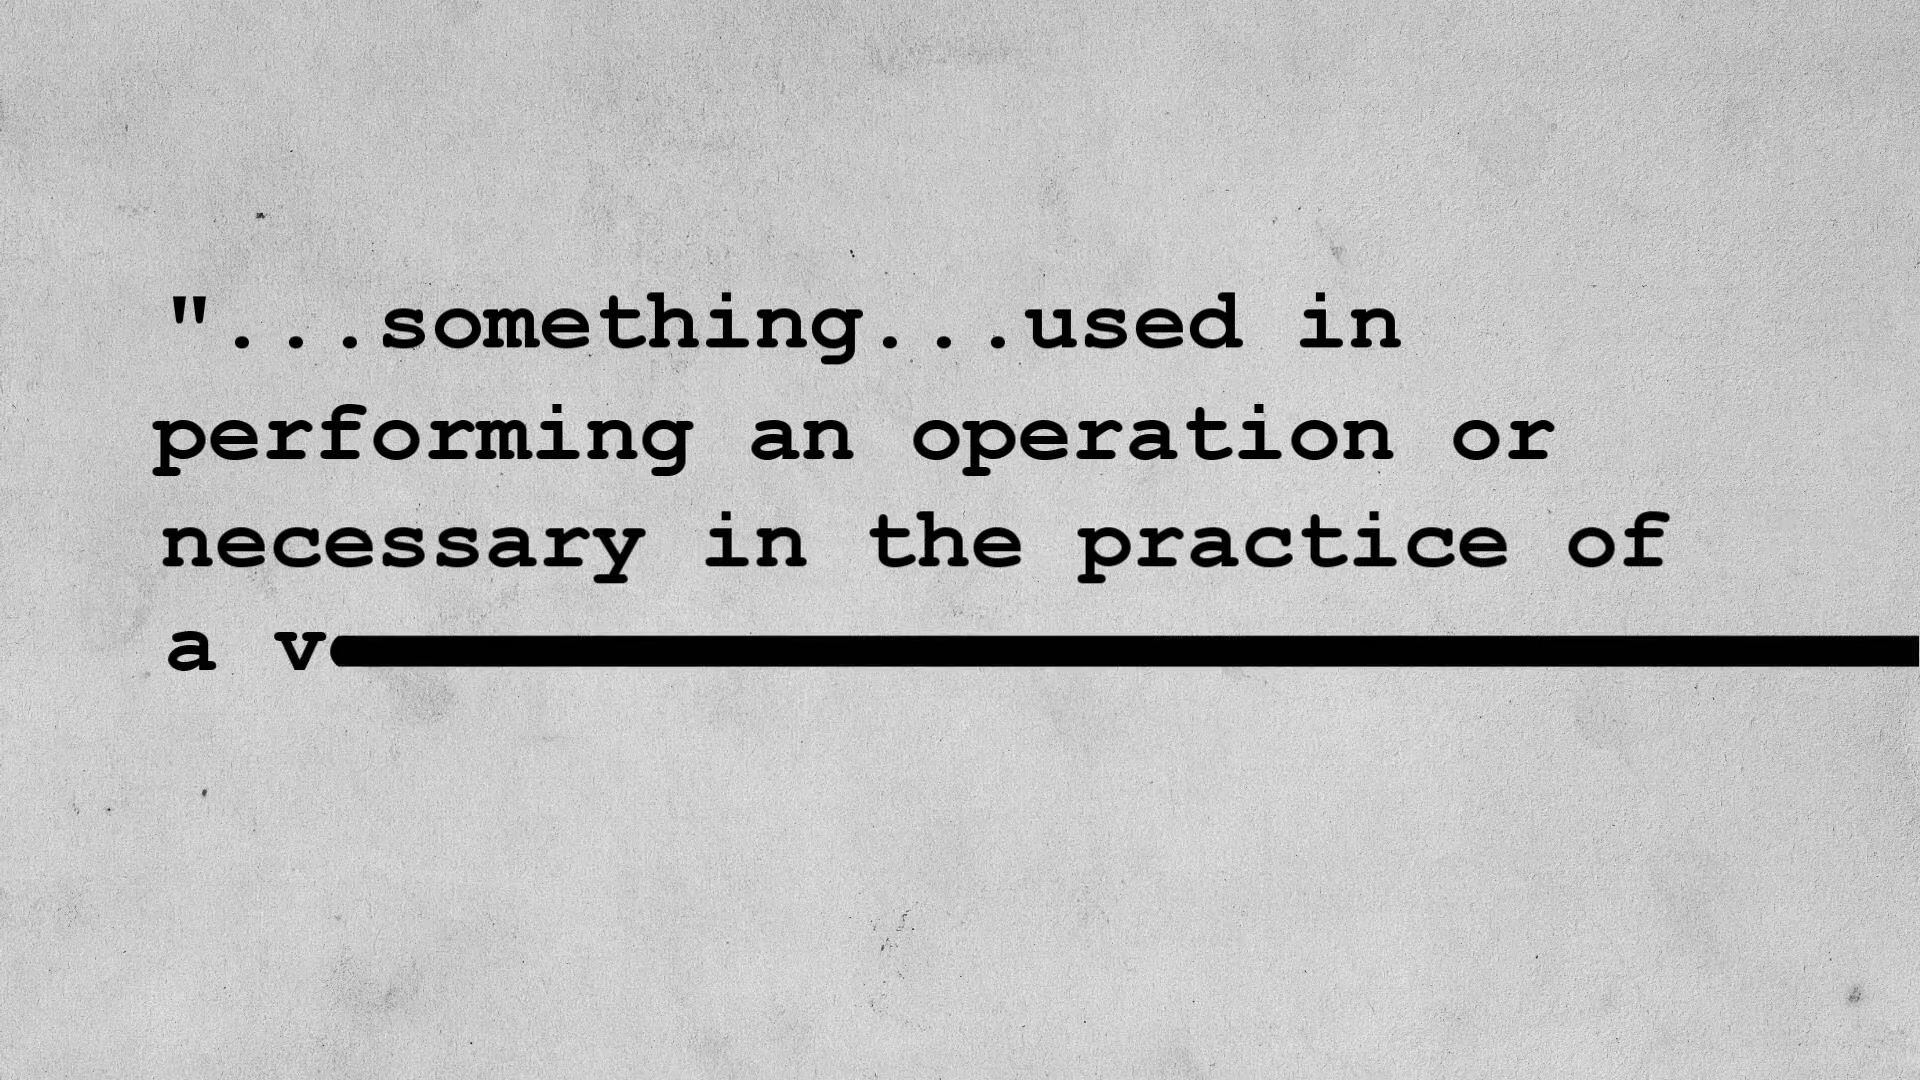 "...something...used in
performing an operation or
necessary in the practice of
a v